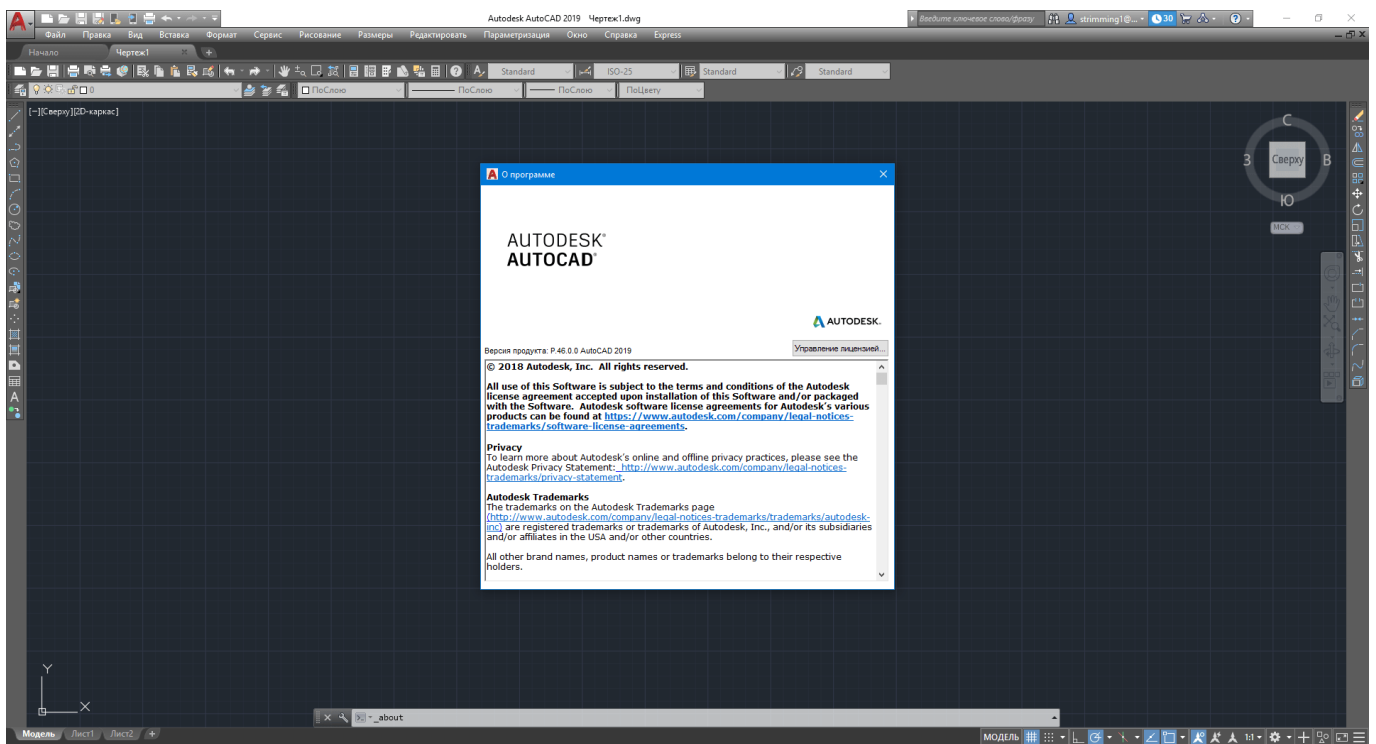 Autodesk AutoCAD 2019 Чертеж1.dwg
Введите ключевое слово/фразу
strimming1@...
30
Файл Правка Вид Вставка Формат Сервис Рисование Размеры Редактировать Параметризация Окно Справка Express
Начало Чертеж1
Standard ISO-25 Standard Standard
0 ПоСлою ПоСлою ПоСлою ПоЦвету
[−][Сверху][2D-каркас]
С
З Сверху В
Ю
МСК
О программе
AUTODESK®
AUTOCAD®
AUTODESK.
Версия продукта: P.46.0.0 AutoCAD 2019 Управление лицензией...
© 2018 Autodesk, Inc. All rights reserved.
All use of this Software is subject to the terms and conditions of the Autodesk
license agreement accepted upon installation of this Software and/or packaged
with the Software. Autodesk software license agreements for Autodesk's various
products can be found at https://www.autodesk.com/company/legal-notices-
trademarks/software-license-agreements.
Privacy
To learn more about Autodesk's online and offline privacy practices, please see the
Autodesk Privacy Statement: http://www.autodesk.com/company/legal-notices-
trademarks/privacy-statement.
Autodesk Trademarks
The trademarks on the Autodesk Trademarks page
(http://www.autodesk.com/company/legal-notices-trademarks/trademarks/autodesk-
inc) are registered trademarks or trademarks of Autodesk, Inc., and/or its subsidiaries
and/or affiliates in the USA and/or other countries.
All other brand names, product names or trademarks belong to their respective
holders.
Y
X
_about
Модель Лист1 Лист2 +
МОДЕЛЬ 1:1